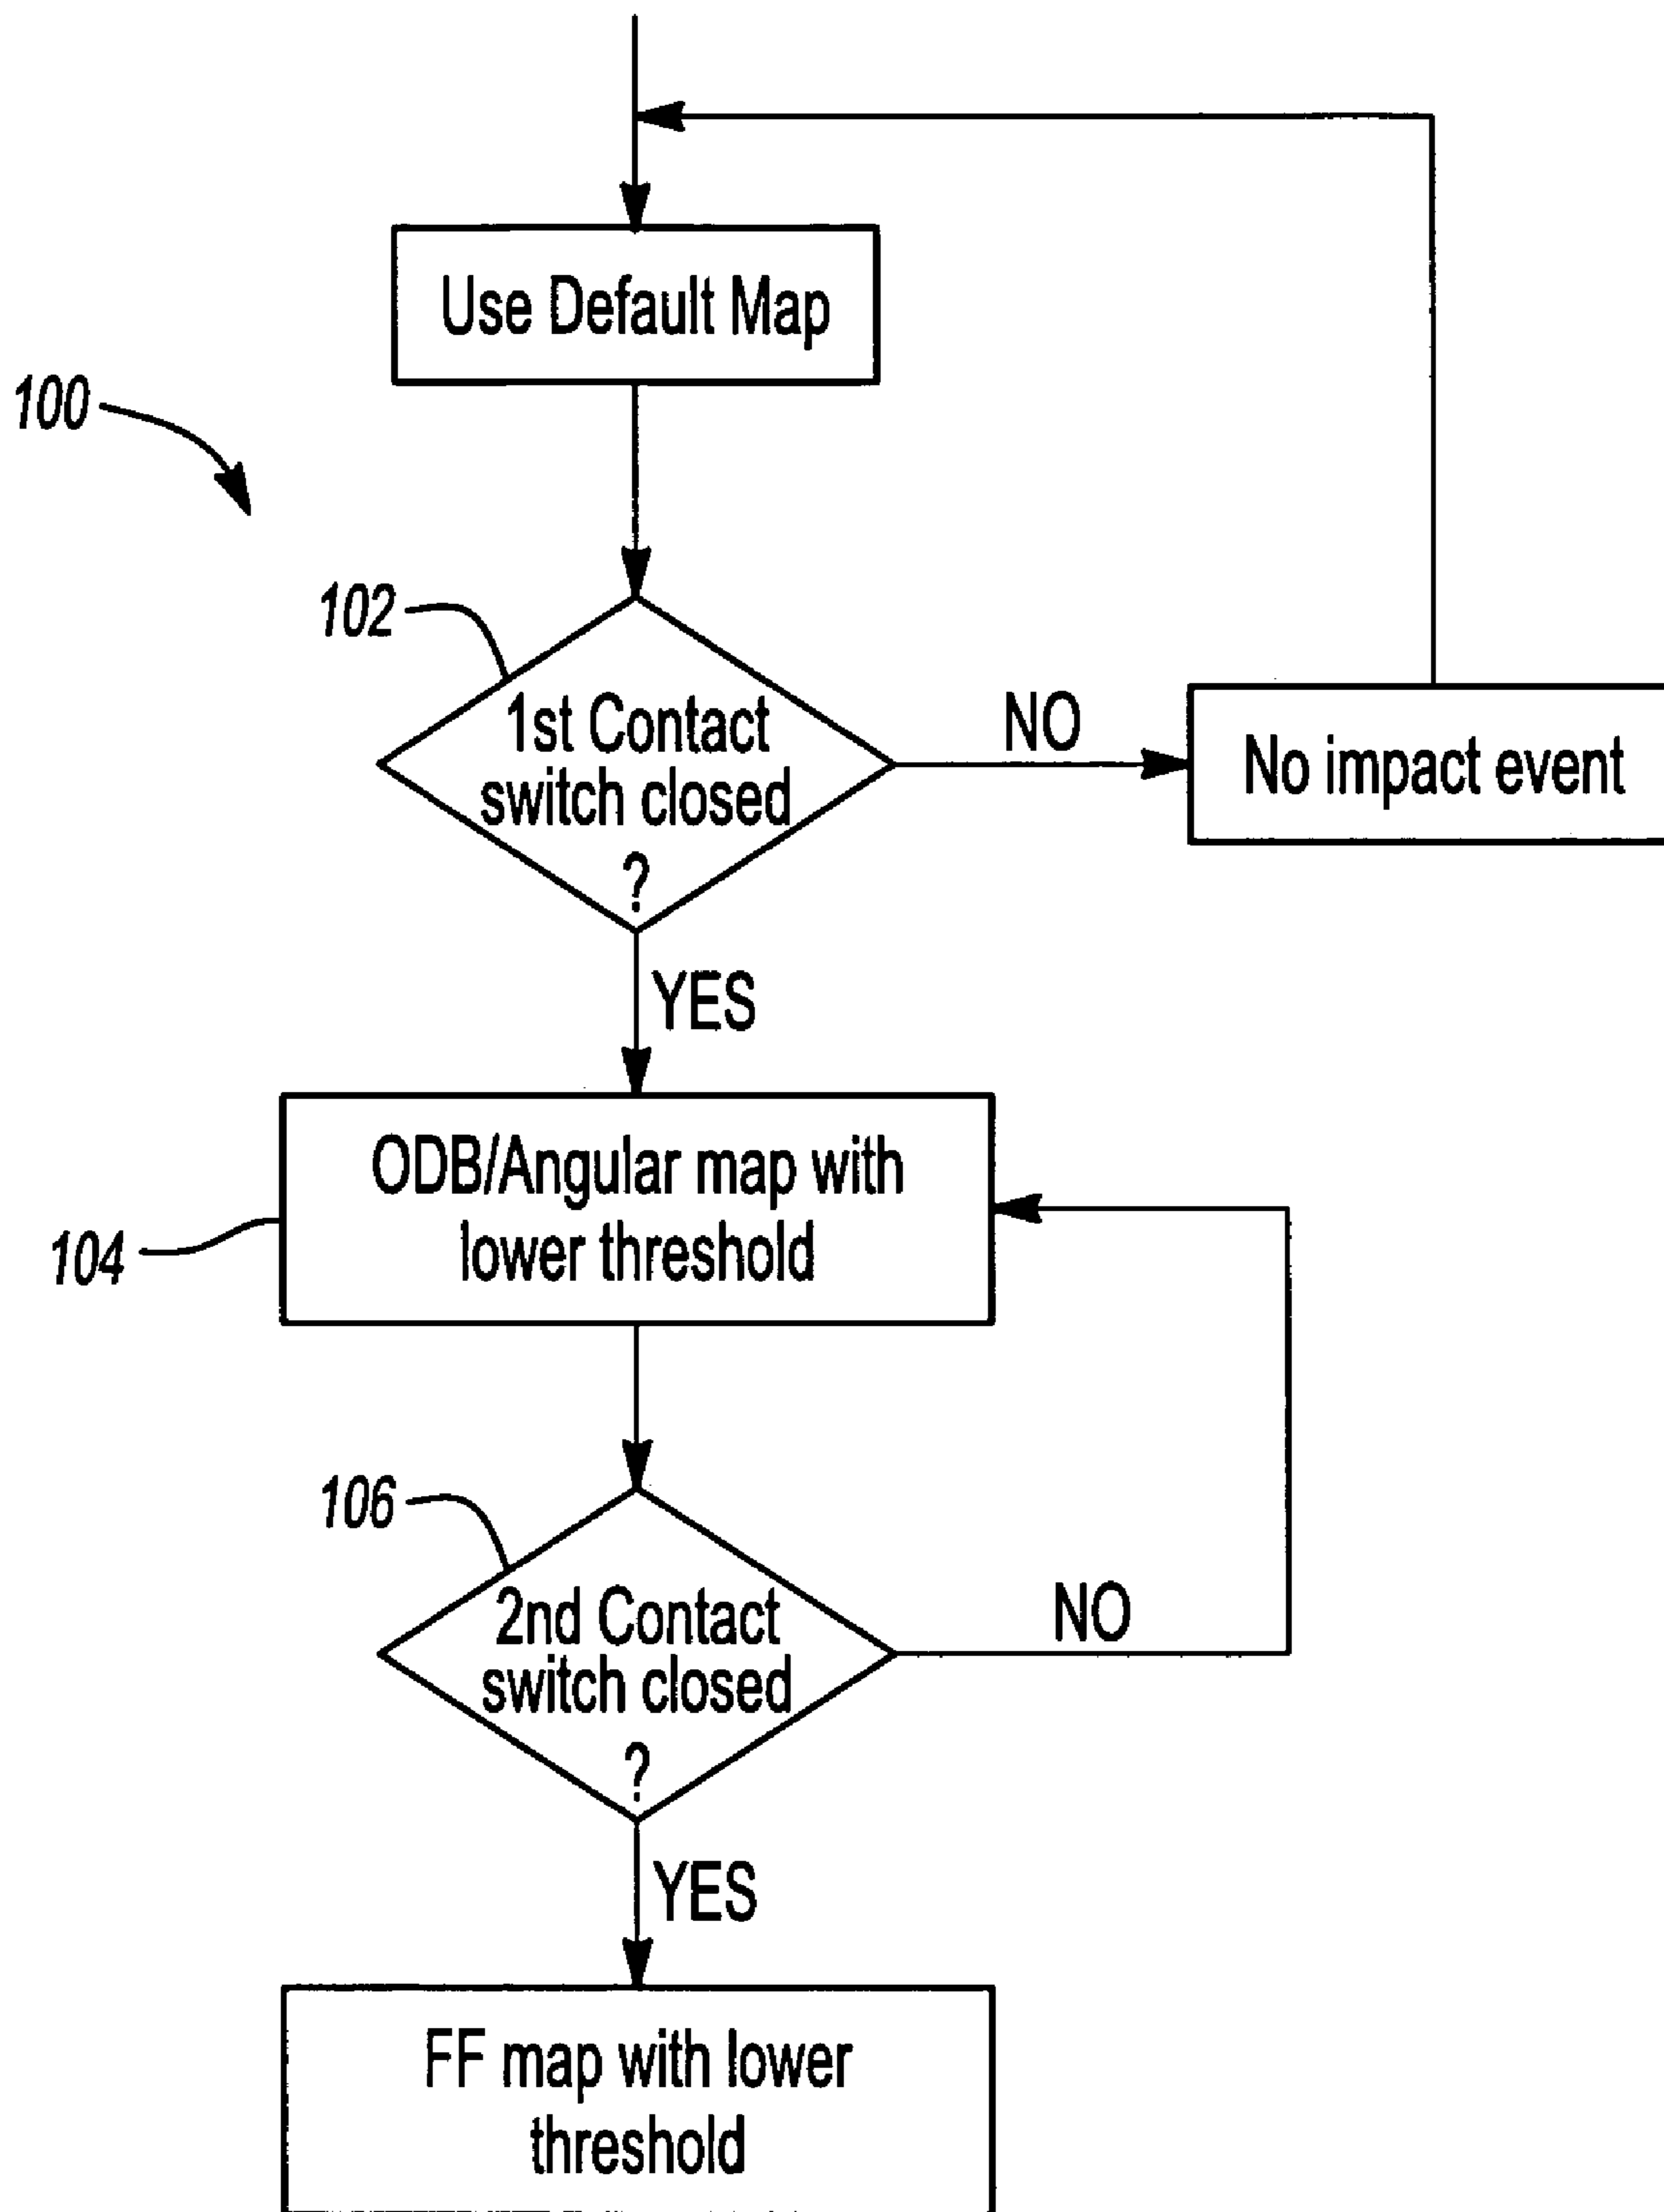 Use Default Map
100
102
1st Contact
switch closed
?
NO
No impact event
YES
ODB/Angular map with
lower threshold
104
106
2nd Contact
switch closed
?
NO
YES
FF map with lower
threshold